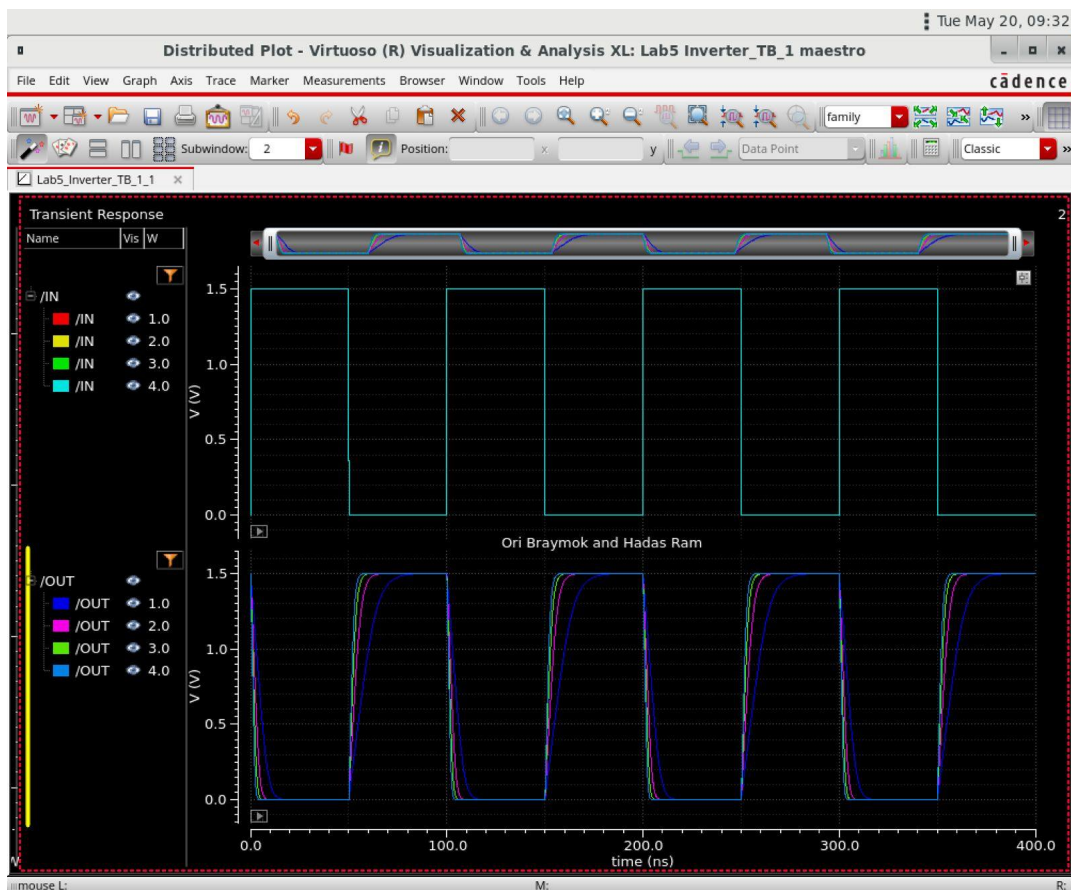 Tue May 20, 09:32
Distributed Plot - Virtuoso (R) Visualization & Analysis XL: Lab5 Inverter_TB_1 maestro
File Edit View Graph Axis Trace Marker Measurements Browser Window Tools Help cādence
family »
Subwindow: 2 Position: x y Data Point Classic »
Lab5_Inverter_TB_1_1 ×
Transient Response 2
Name Vis W
/IN
/IN 1.0
/IN 2.0
/IN 3.0
/IN 4.0
1.5
1.0
0.5
0.0
V (V)
Ori Braymok and Hadas Ram
/OUT
/OUT 1.0
/OUT 2.0
/OUT 3.0
/OUT 4.0
1.5
1.0
0.5
0.0
V (V)
0.0 100.0 200.0 300.0 400.0
time (ns)
mouse L: M: R: